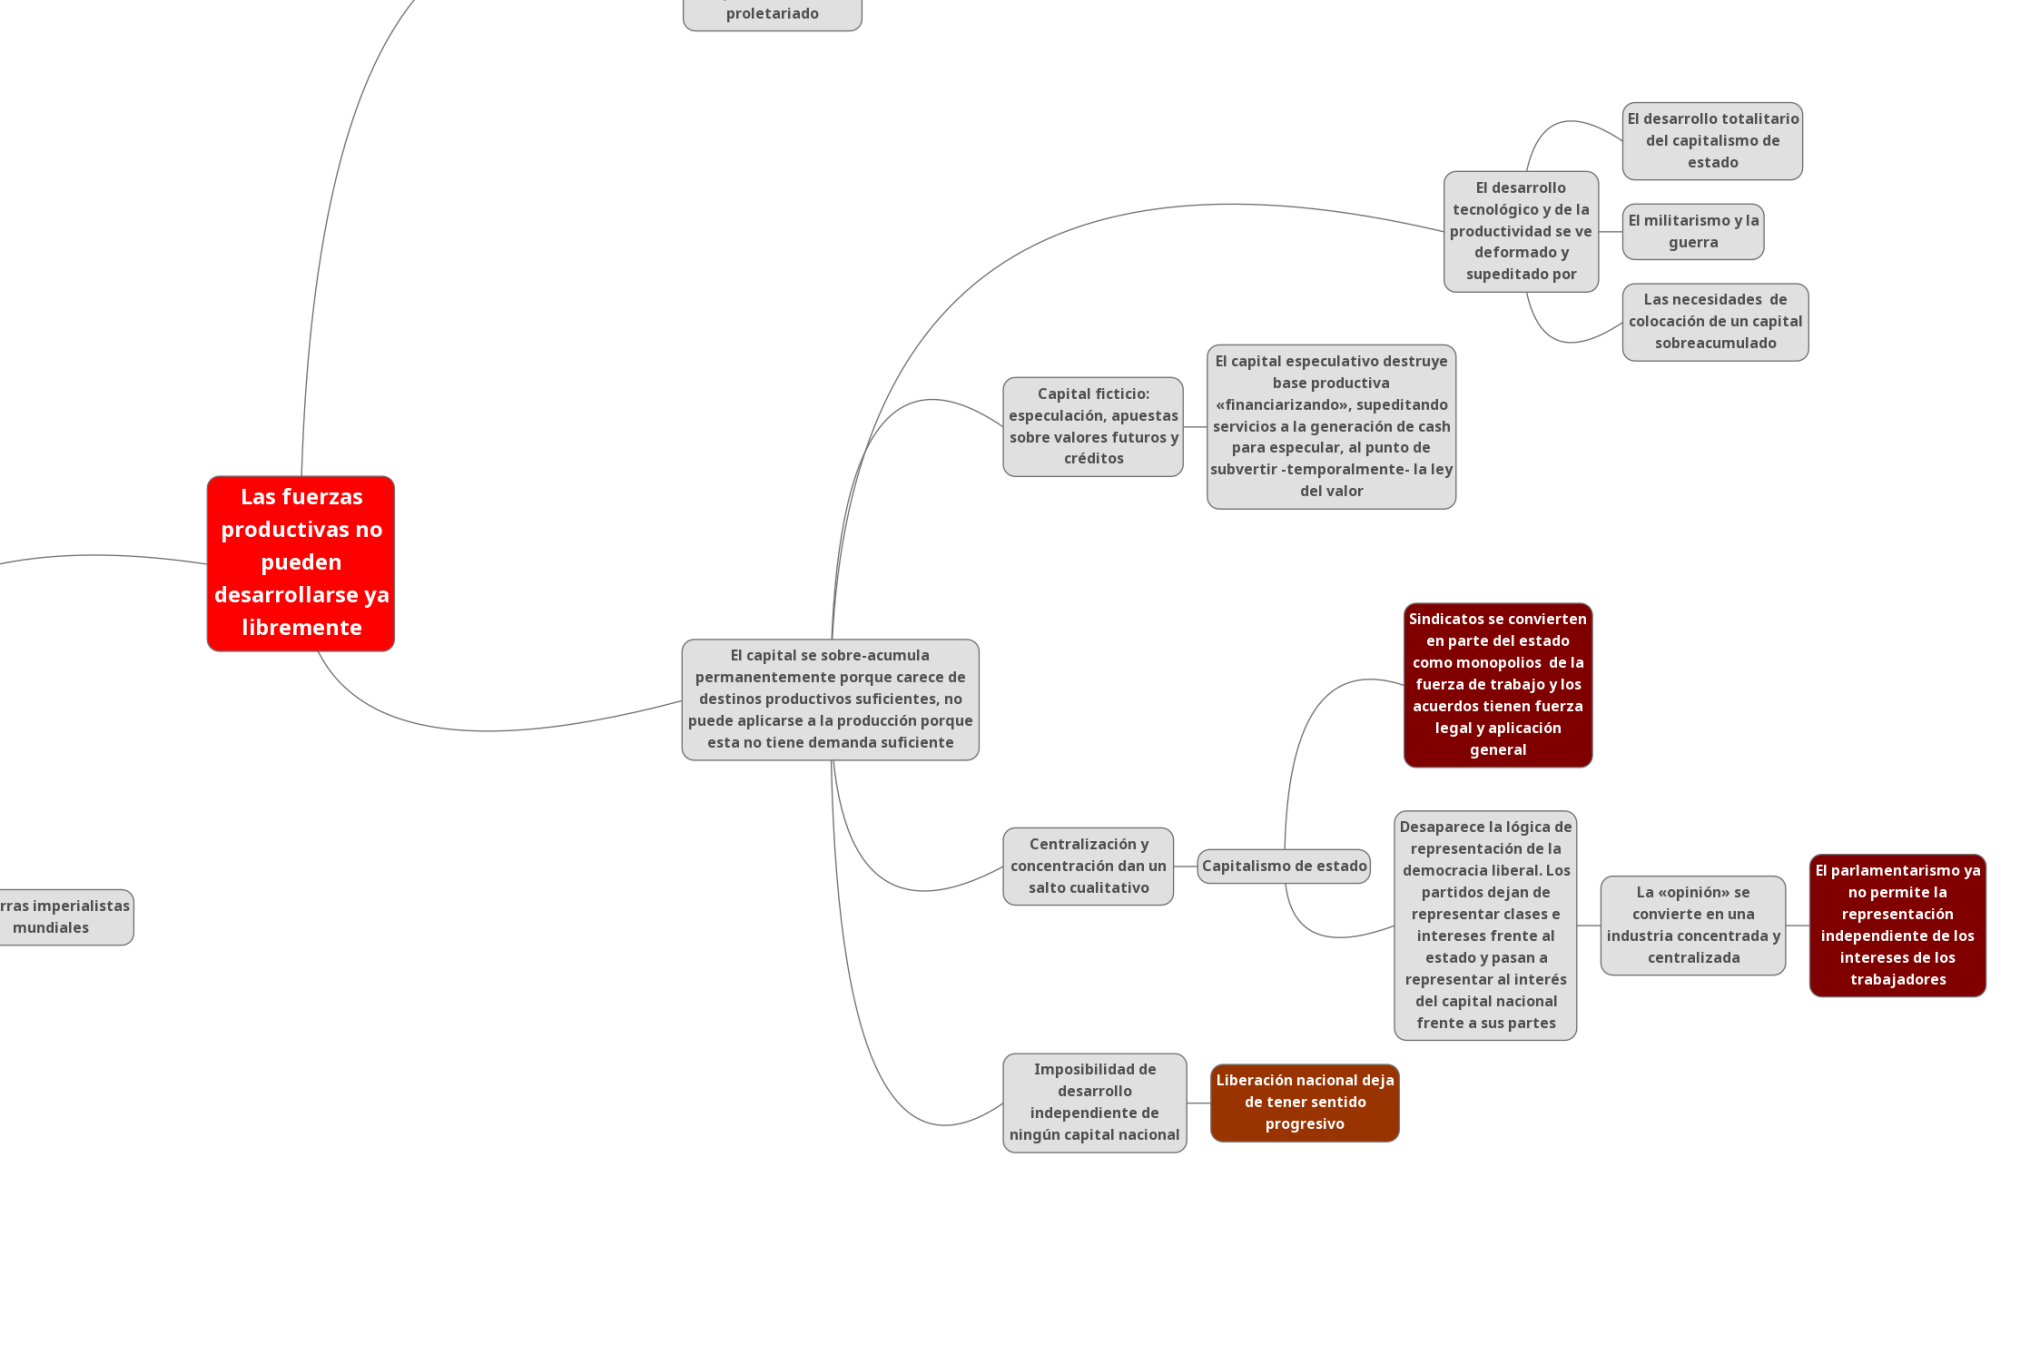 proletariado
El desarrollo totalitario
del capitalismo de
estado
El desarrollo
tecnológico y de la
productividad se ve
deformado y
supeditado por
El militarismo y la
guerra
Las necesidades  de
colocación de un capital
sobreacumulado
Capital ficticio:
especulación, apuestas
sobre valores futuros y
créditos
El capital especulativo destruye
base productiva
«financiarizando», supeditando
servicios a la generación de cash
para especular, al punto de
subvertir -temporalmente- la ley
del valor
Las fuerzas
productivas no
pueden
desarrollarse ya
libremente
El capital se sobre-acumula
permanentemente porque carece de
destinos productivos suficientes, no
puede aplicarse a la producción porque
esta no tiene demanda suficiente
Sindicatos se convierten
en parte del estado
como monopolios  de la
fuerza de trabajo y los
acuerdos tienen fuerza
legal y aplicación
general
Centralización y
concentración dan un
salto cualitativo
Capitalismo de estado
Desaparece la lógica de
representación de la
democracia liberal. Los
partidos dejan de
representar clases e
intereses frente al
estado y pasan a
representar al interés
del capital nacional
frente a sus partes
La «opinión» se
convierte en una
industria concentrada y
centralizada
El parlamentarismo ya
no permite la
representación
independiente de los
intereses de los
trabajadores
rras imperialistas
mundiales
Imposibilidad de
desarrollo
independiente de
ningún capital nacional
Liberación nacional deja
de tener sentido
progresivo